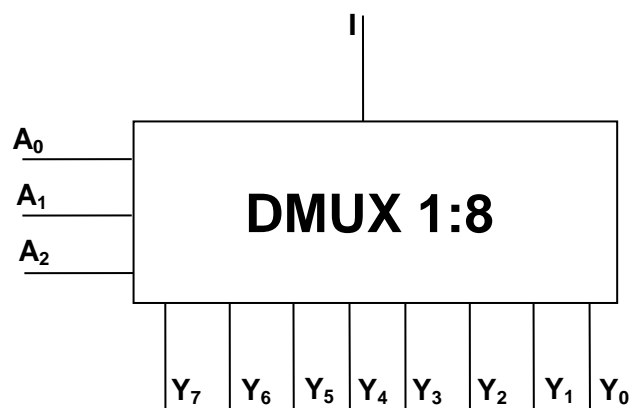 I
A₀
A₁
DMUX 1:8
A₂
Y₇ Y₆ Y₅ Y₄ Y₃ Y₂ Y₁ Y₀